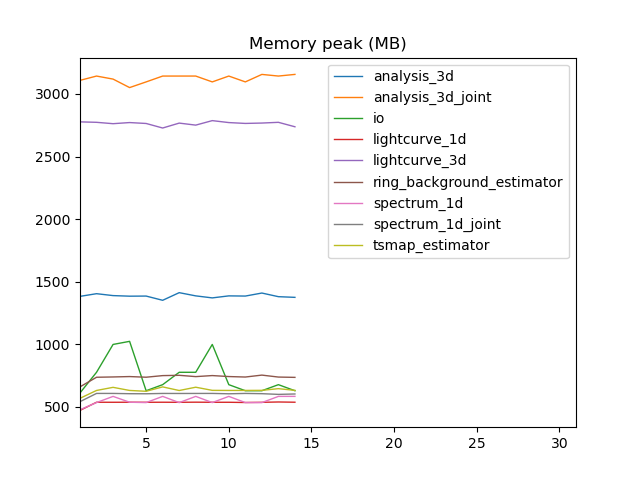 Memory peak (MB)
analysis_3d
analysis_3d_joint
io
lightcurve_1d
lightcurve_3d
ring_background_estimator
spectrum_1d
spectrum_1d_joint
tsmap_estimator
3000
2500
2000
1500
1000
500
5 10 15 20 25 30